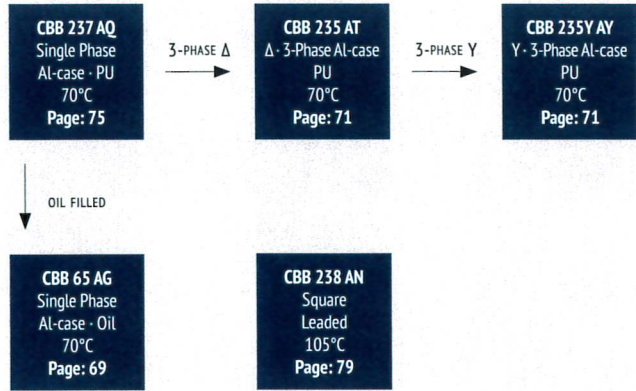 CBB 237 AQ
Single Phase
Al-case · PU
70°C
Page: 75
3-PHASE Δ
CBB 235 AT
Δ · 3-Phase Al-case
PU
70°C
Page: 71
3-PHASE Y
CBB 235Y AY
Y · 3-Phase Al-case
PU
70°C
Page: 71
OIL FILLED
CBB 65 AG
Single Phase
Al-case · Oil
70°C
Page: 69
CBB 238 AN
Square
Leaded
105°C
Page: 79